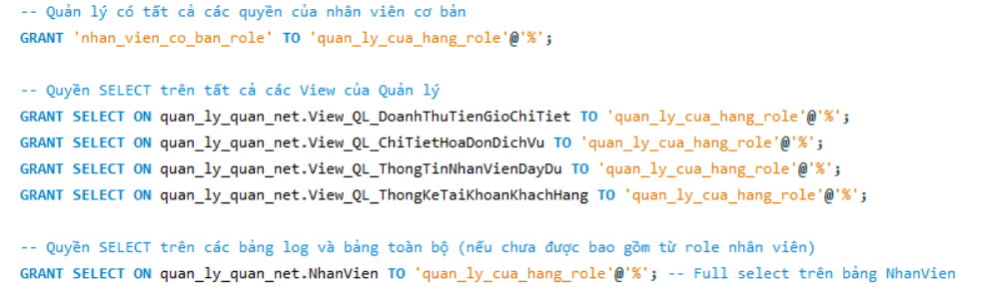 -- Quản lý có tất cả các quyền của nhân viên cơ bản
GRANT 'nhan_vien_co_ban_role' TO 'quan_ly_cua_hang_role'@'%';
-- Quyền SELECT trên tất cả các View của Quản lý
GRANT SELECT ON quan_ly_quan_net.View_QL_DoanhThuTienGioChiTiet TO 'quan_ly_cua_hang_role'@'%';
GRANT SELECT ON quan_ly_quan_net.View_QL_ChiTietHoaDonDichVu TO 'quan_ly_cua_hang_role'@'%';
GRANT SELECT ON quan_ly_quan_net.View_QL_ThongTinNhanVienDayDu TO 'quan_ly_cua_hang_role'@'%';
GRANT SELECT ON quan_ly_quan_net.View_QL_ThongKeTaiKhoanKhachHang TO 'quan_ly_cua_hang_role'@'%';
-- Quyền SELECT trên các bảng log và bảng toàn bộ (nếu chưa được bao gồm từ role nhân viên)
GRANT SELECT ON quan_ly_quan_net.NhanVien TO 'quan_ly_cua_hang_role'@'%'; -- Full select trên bảng NhanVien